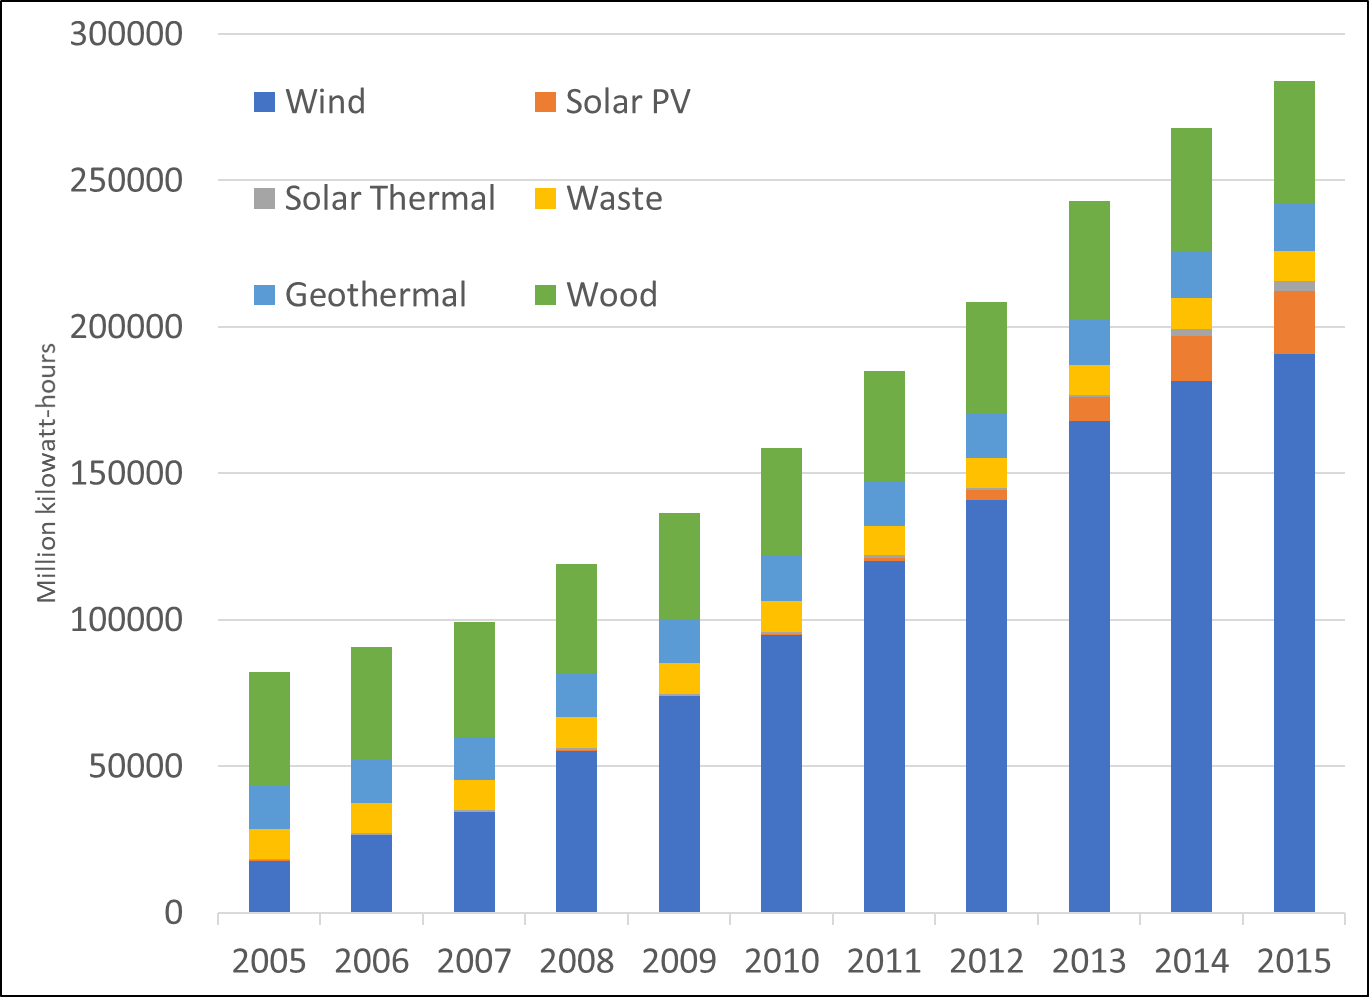 300000
250000
200000
150000
100000
50000
0
Million kilowatt-hours
Wind Solar PV
Solar Thermal Waste
Geothermal Wood
2005 2006 2007 2008 2009 2010 2011 2012 2013 2014 2015